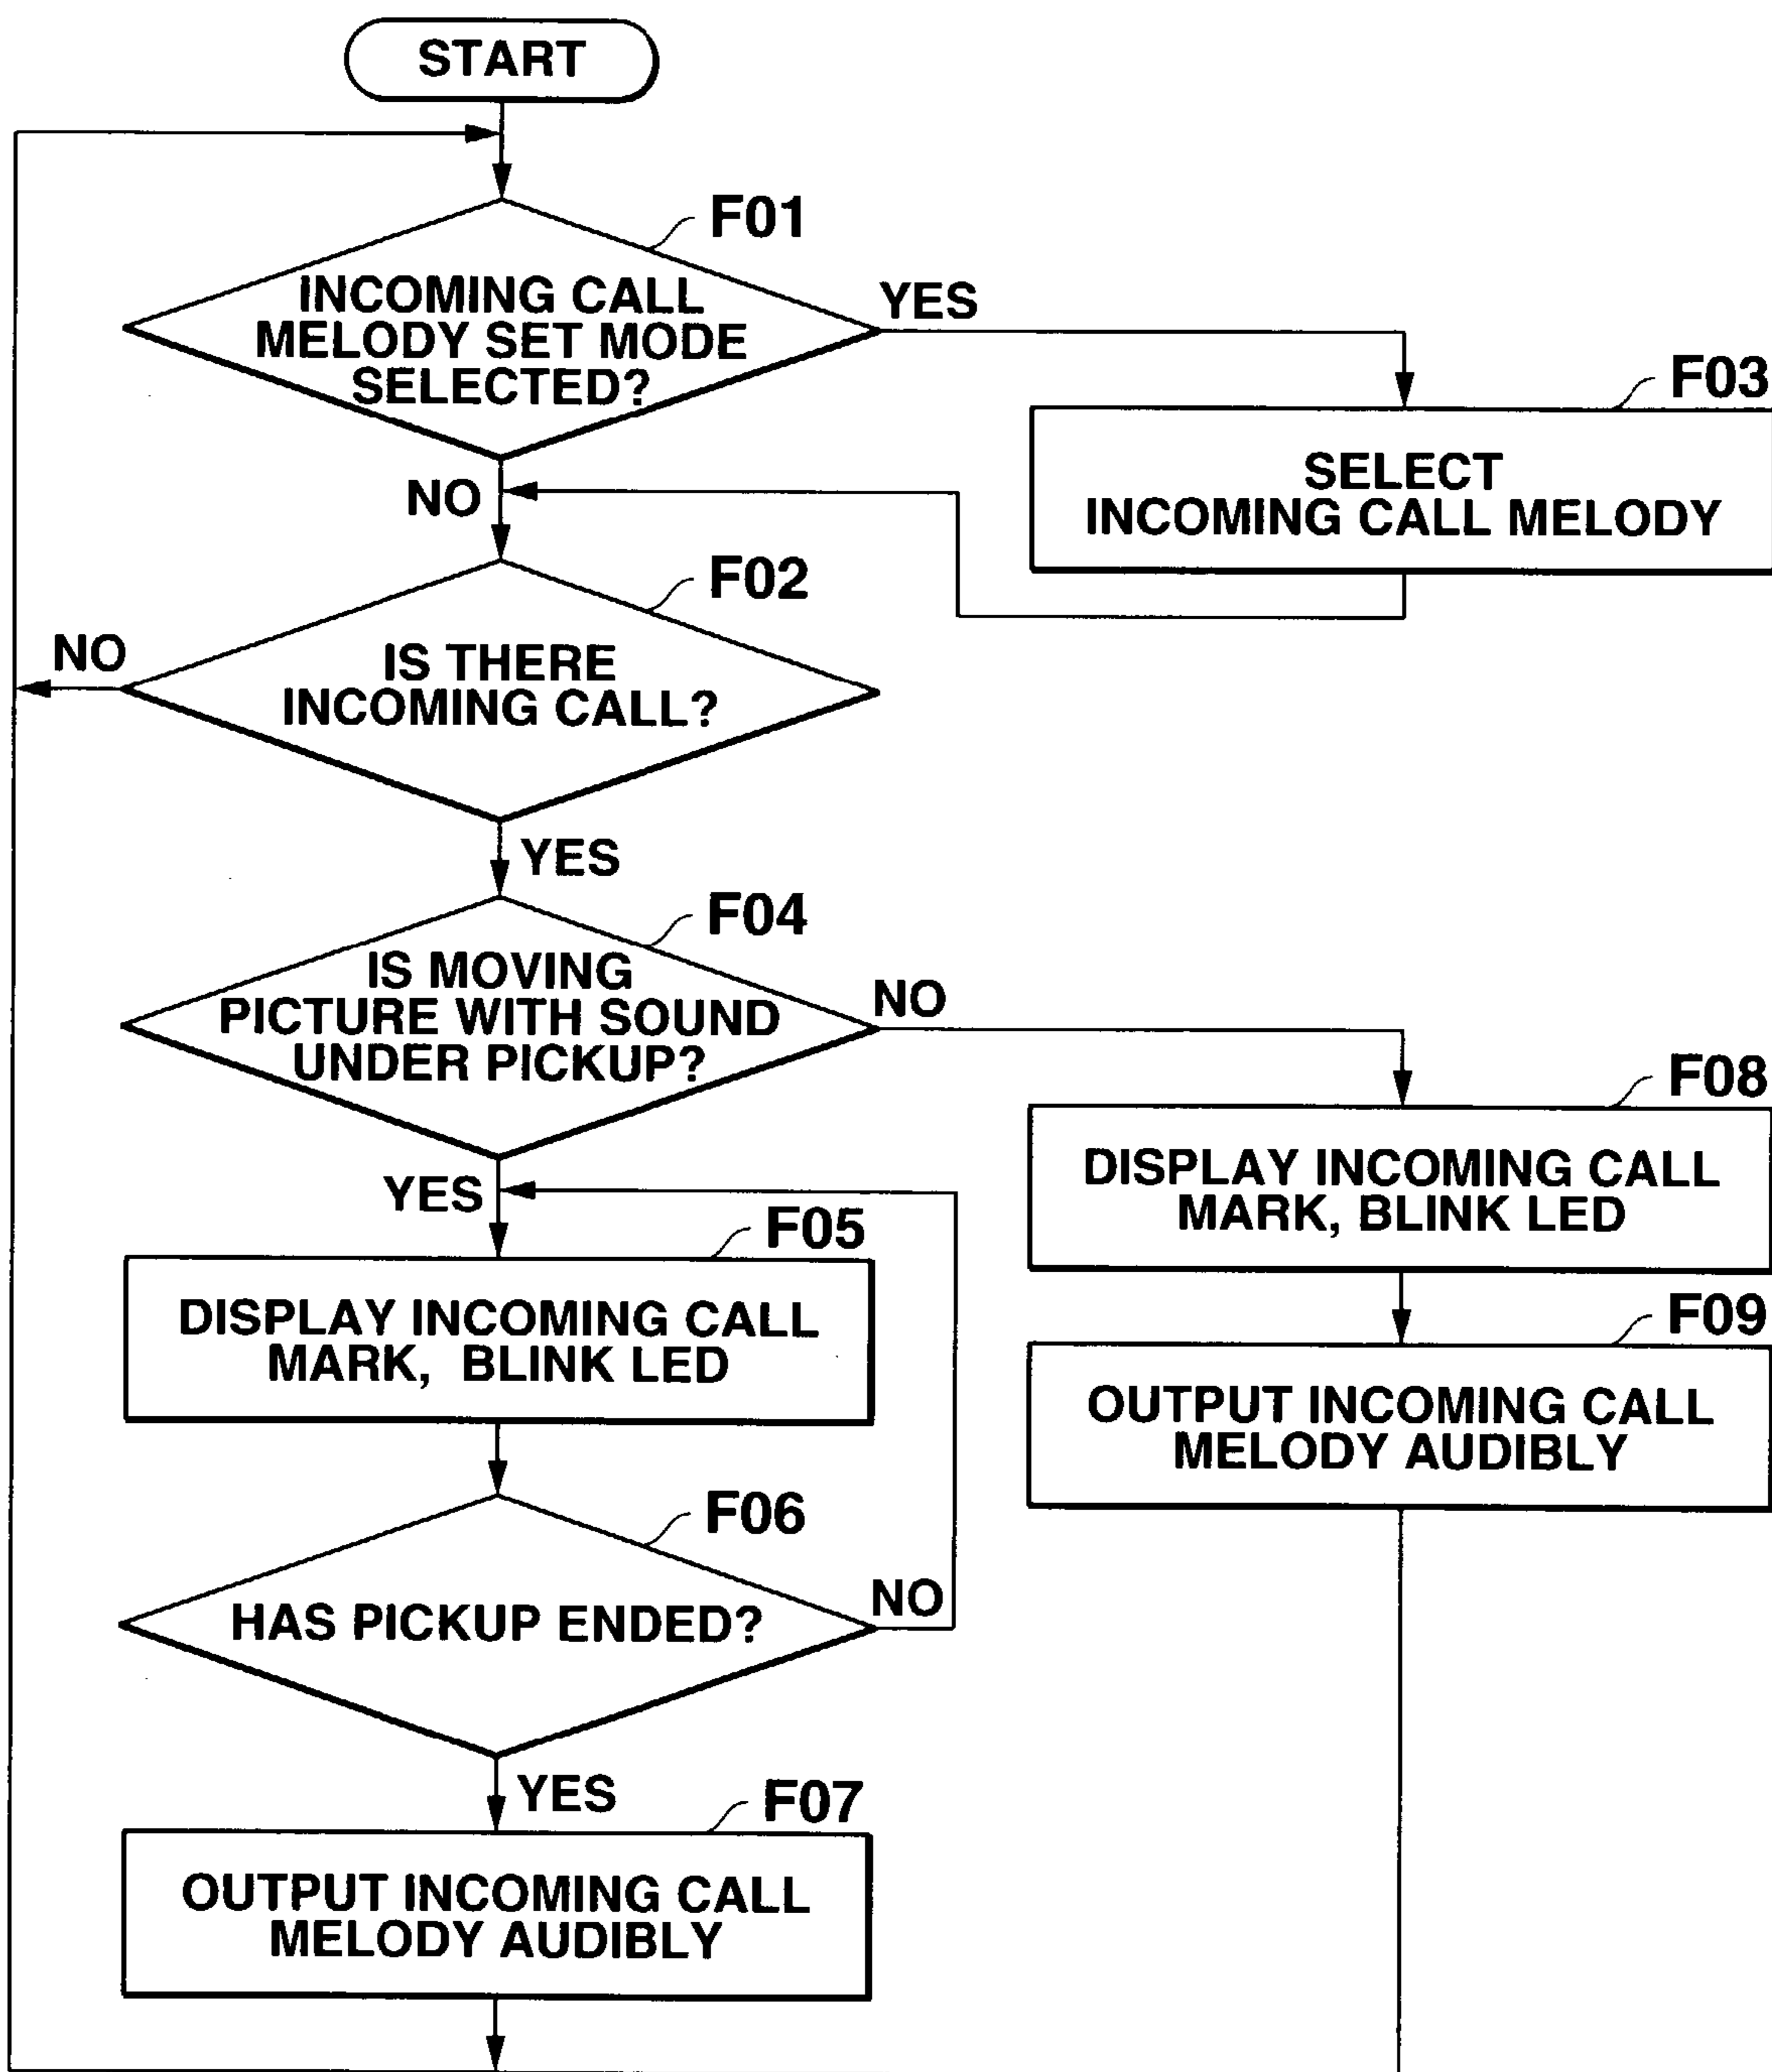 START
F01
INCOMING CALL
MELODY SET MODE
SELECTED?
YES
F03
SELECT
INCOMING CALL MELODY
NO
F02
IS THERE
INCOMING CALL?
NO
YES
F04
IS MOVING
PICTURE WITH SOUND
UNDER PICKUP?
NO
F08
DISPLAY INCOMING CALL
MARK, BLINK LED
YES
F05
DISPLAY INCOMING CALL
MARK, BLINK LED
F09
OUTPUT INCOMING CALL
MELODY AUDIBLY
F06
HAS PICKUP ENDED?
NO
YES
F07
OUTPUT INCOMING CALL
MELODY AUDIBLY